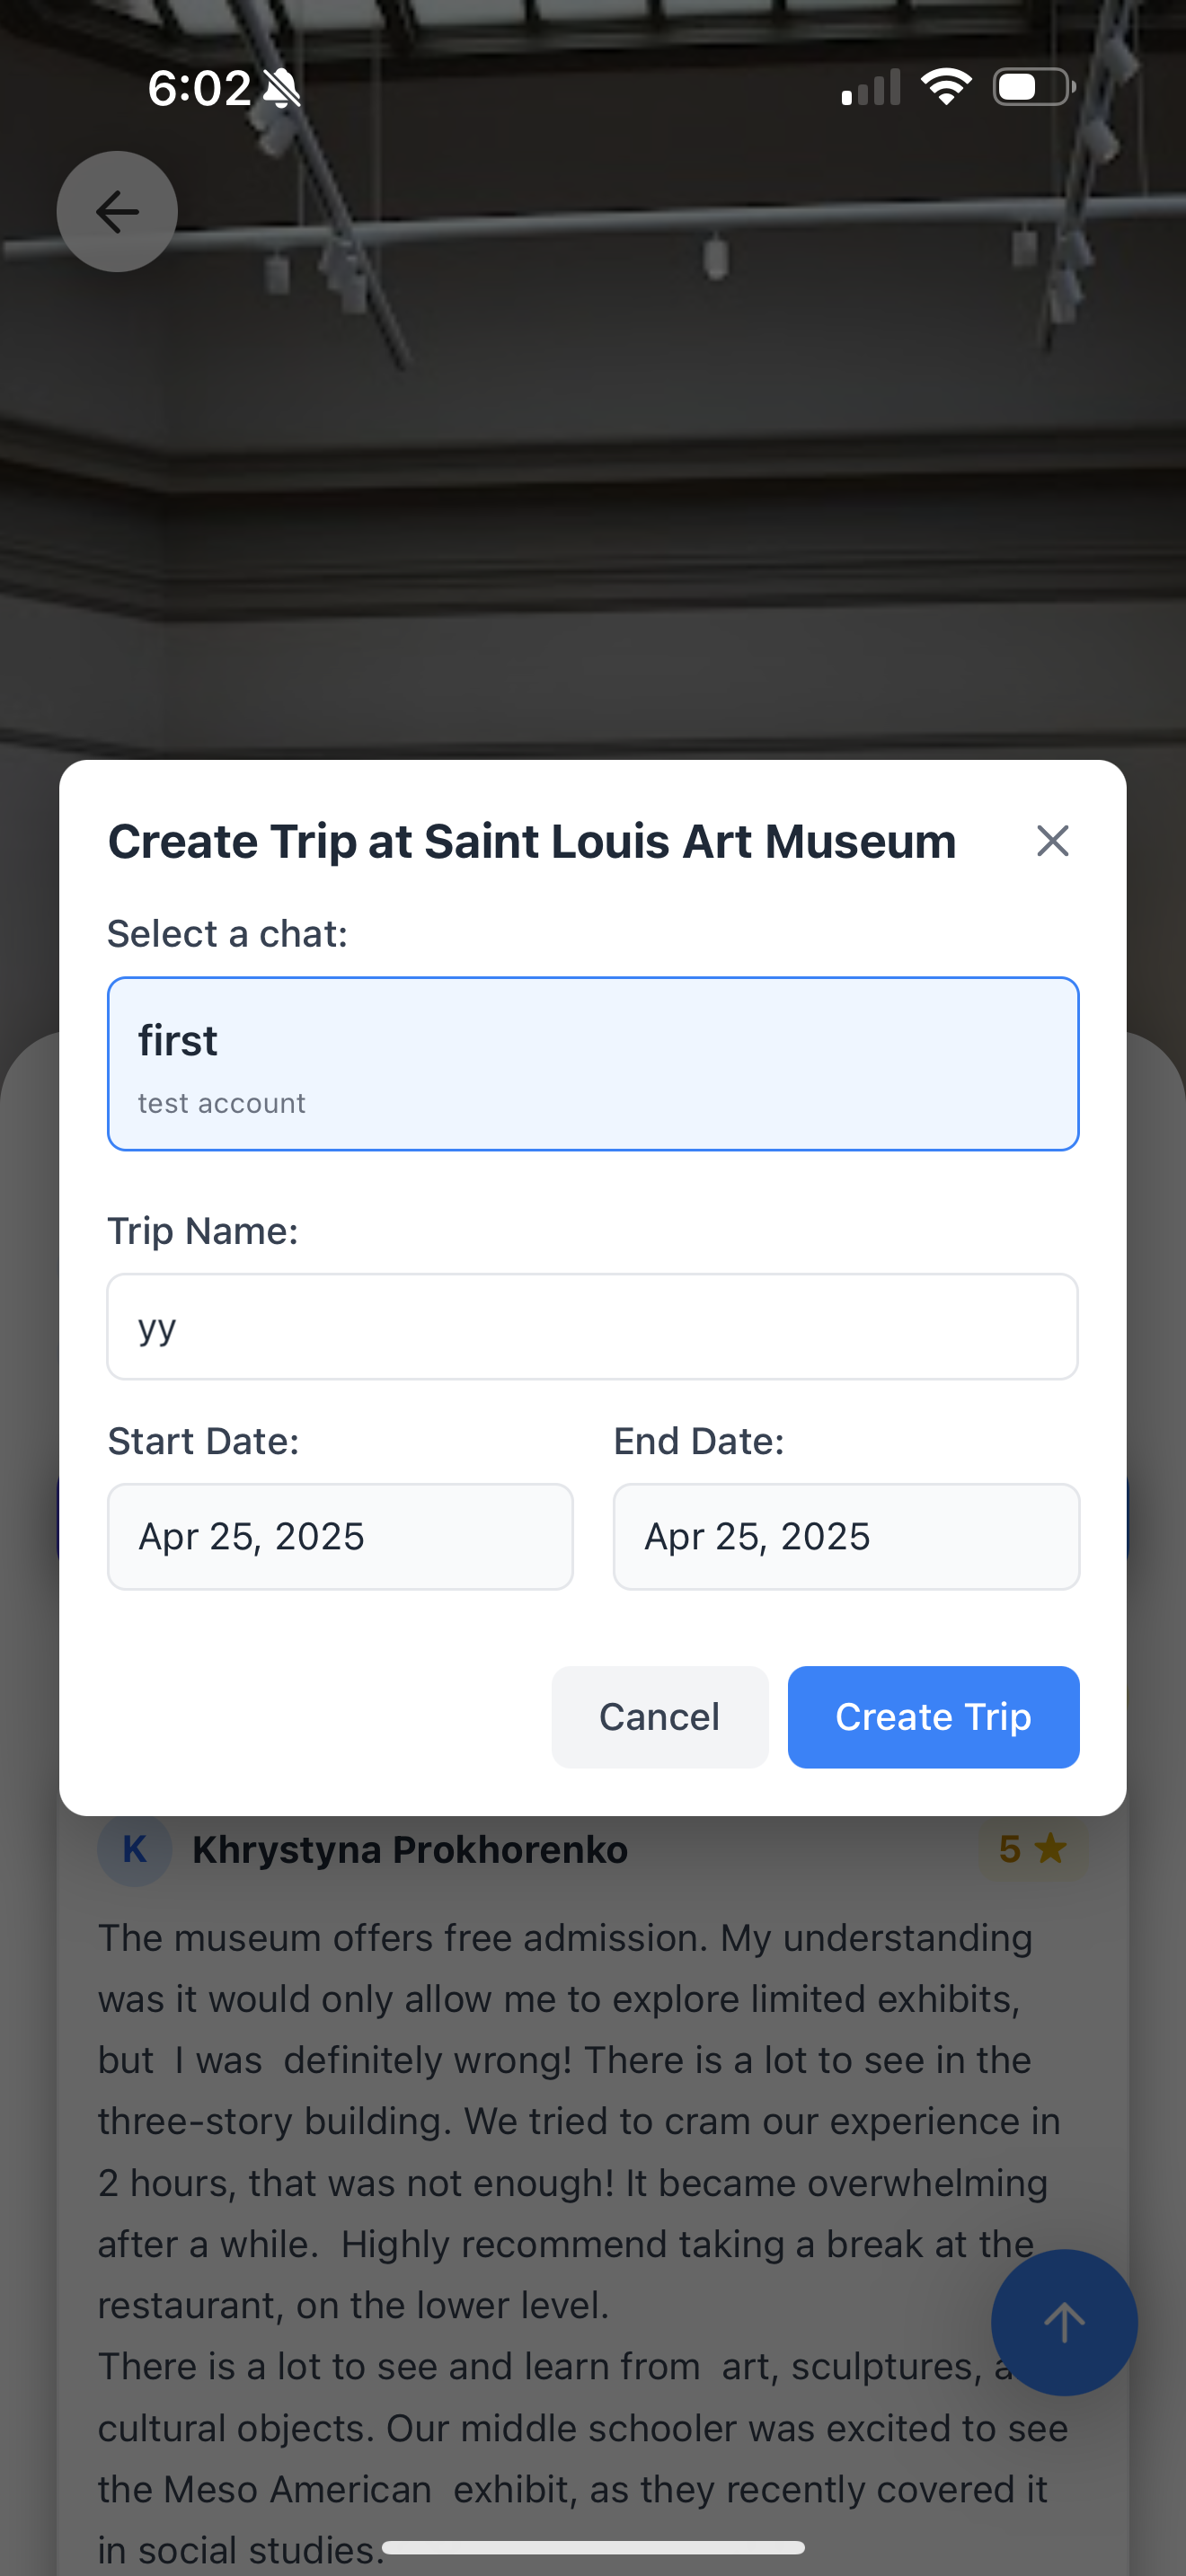 6:02
Create Trip at Saint Louis Art Museum
Select a chat:
first
test account
Trip Name:
yy
Start Date:
End Date:
Apr 25, 2025
Apr 25, 2025
Cancel
Create Trip
K
Khrystyna Prokhorenko
5 ★
The museum offers free admission. My understanding
was it would only allow me to explore limited exhibits,
but  I was  definitely wrong! There is a lot to see in the
three-story building. We tried to cram our experience in
2 hours, that was not enough! It became overwhelming
after a while.  Highly recommend taking a break at the
restaurant, on the lower level.
There is a lot to see and learn from  art, sculptures,
cultural objects. Our middle schooler was excited to see
the Meso American  exhibit, as they recently covered it
in social studies.